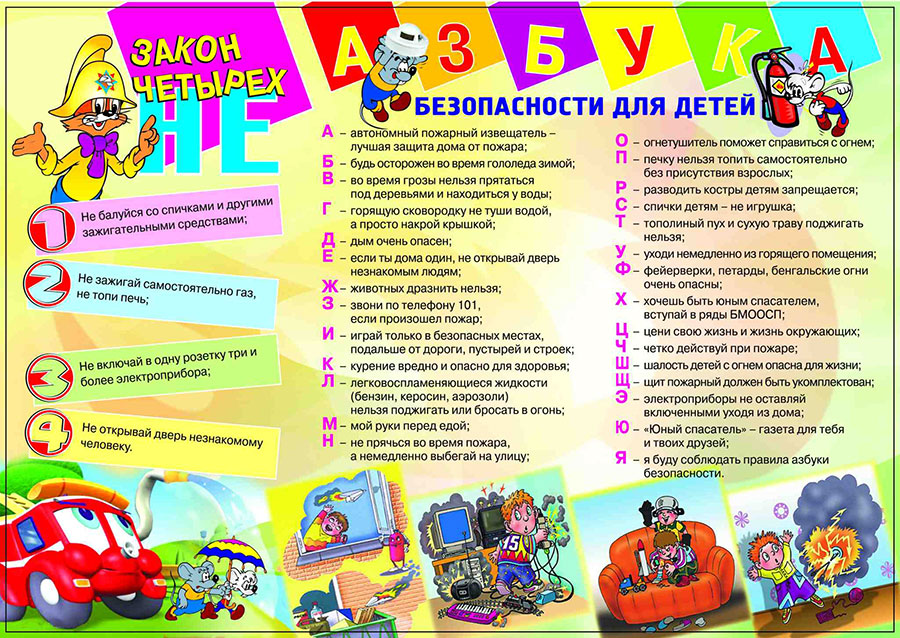 ЗАКОН
ЧЕТЫРЕХ
НЕ
1
Не балуйся со спичками и другими
зажигательными средствами;
2
Не зажигай самостоятельно газ,
не топи печь;
3
Не включай в одну розетку три и
более электроприбора;
4
Не открывай дверь незнакомому
человеку.
АЗБУКА
БЕЗОПАСНОСТИ ДЛЯ ДЕТЕЙ
А – автономный пожарный извещатель –
лучшая защита дома от пожара;
Б – будь осторожен во время гололеда зимой;
В – во время грозы нельзя прятаться
под деревьями и находиться у воды;
Г – горящую сковородку не туши водой,
а просто накрой крышкой;
Д – дым очень опасен;
Е – если ты дома один, не открывай дверь
незнакомым людям;
Ж – животных дразнить нельзя;
З – звони по телефону 101,
если произошел пожар;
И – играй только в безопасных местах,
подальше от дороги, пустырей и строек;
К – курение вредно и опасно для здоровья;
Л – легковоспламеняющиеся жидкости
(бензин, керосин, аэрозоли)
нельзя поджигать или бросать в огонь;
М – мой руки перед едой;
Н – не прячься во время пожара,
а немедленно выбегай на улицу;
О – огнетушитель поможет справиться с огнем;
П – печку нельзя топить самостоятельно
без присутствия взрослых;
Р – разводить костры детям запрещается;
С – спички детям – не игрушка;
Т – тополиный пух и сухую траву поджигать
нельзя;
У – уходи немедленно из горящего помещения;
Ф – фейерверки, петарды, бенгальские огни
очень опасны;
Х – хочешь быть юным спасателем,
вступай в ряды БМООСП;
Ц – цени свою жизнь и жизнь окружающих;
Ч – четко действуй при пожаре;
Ш – шалость детей с огнем опасна для жизни;
Щ – щит пожарный должен быть укомплектован;
Э – электроприборы не оставляй
включенными уходя из дома;
Ю – «Юный спасатель» – газета для тебя
и твоих друзей;
Я – я буду соблюдать правила азбуки
безопасности.
15